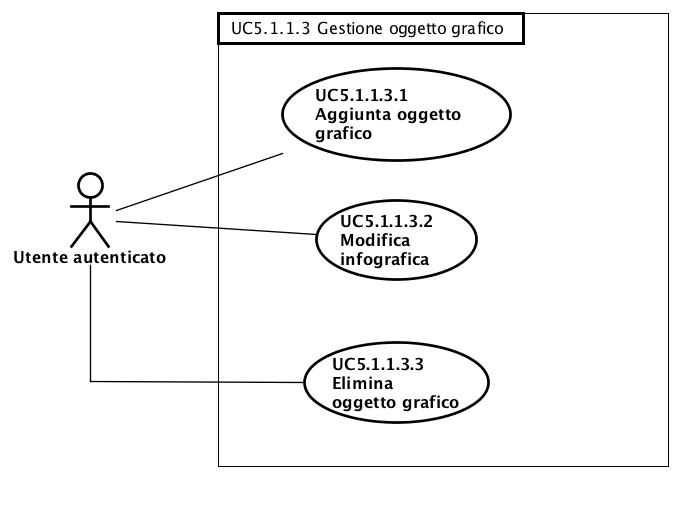 UC5.1.1.3 Gestione oggetto grafico
UC5.1.1.3.1
Aggiunta oggetto
grafico
UC5.1.1.3.2
Modifica
infografica
Utente autenticato
UC5.1.1.3.3
Elimina
oggetto grafico